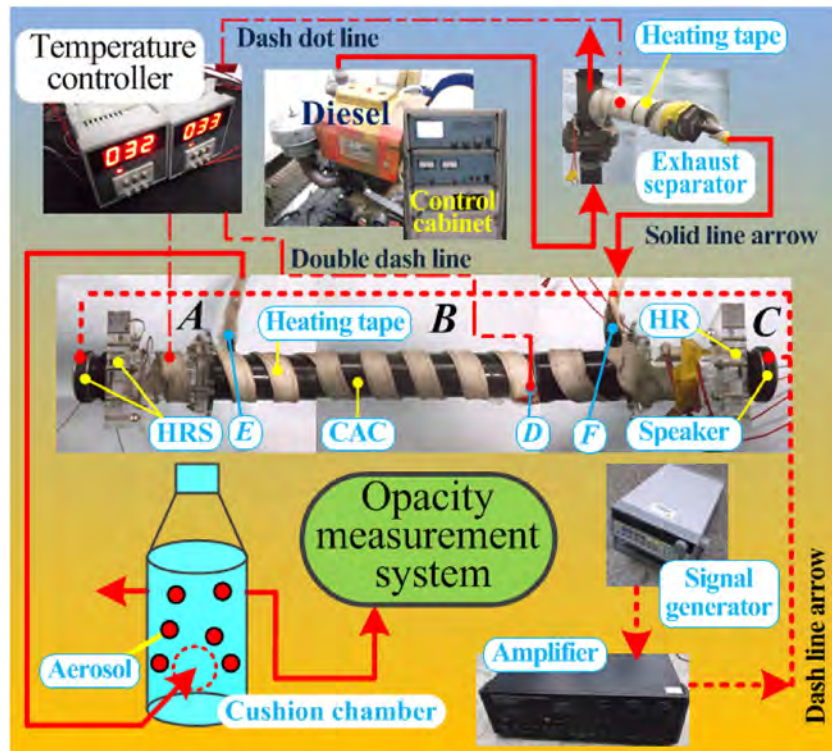 Temperature
controller
032
033
Dash dot line
Diesel
Control
cabinet
Heating tape
Exhaust
separator
Solid line arrow
Double dash line
A
B
C
HR
Heating tape
E
D
F
HRS
CAC
Speaker
Opacity
measurement
system
Signal
generator
Amplifier
Aerosol
Cushion chamber
Dash line arrow